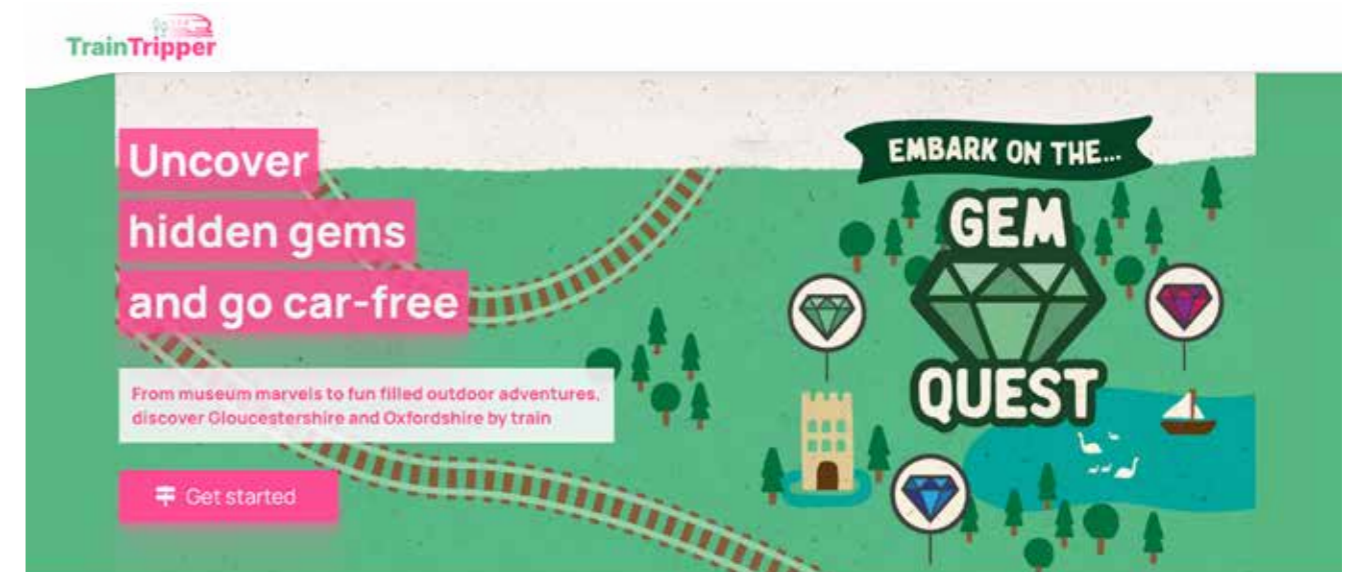 TrainTripper
Uncover
hidden gems
and go car-free
From museum marvels to fun filled outdoor adventures,
discover Gloucestershire and Oxfordshire by train
Get started
EMBARK ON THE...
GEM
QUEST